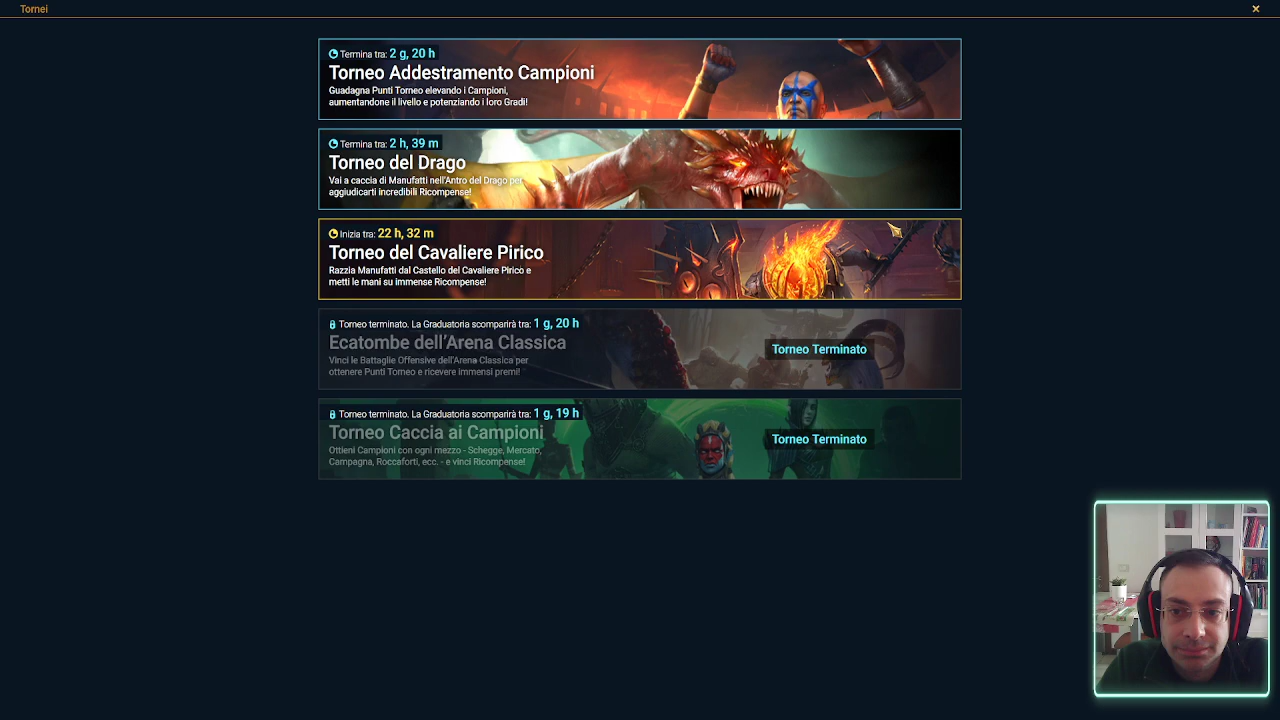 Tornei
Termina tra: 2 g, 20 h
Torneo Addestramento Campioni
Guadagna Punti Torneo elevando i Campioni,
aumentandone il livello e potenziando i loro Gradi!
Termina tra: 2 h, 39 m
Torneo del Drago
Vai a caccia di Manufatti nell'Antro del Drago per
aggiudicarti incredibili Ricompense!
Inizia tra: 22 h, 32 m
Torneo del Cavaliere Pirico
Razzia Manufatti dal Castello del Cavaliere Pirico e
metti le mani su immense Ricompense!
Torneo terminato. La Graduatoria scomparirà tra: 1 g, 20 h
Ecatombe dell'Arena Classica
Vinci le Battaglie Offensive dell'Arena Classica per
ottenere Punti Torneo e ricevere immensi premi!
Torneo Terminato
Torneo terminato. La Graduatoria scomparirà tra: 1 g, 19 h
Torneo Caccia ai Campioni
Ottieni Campioni con ogni mezzo - Schegge, Mercato,
Campagna, Roccaforti, ecc. - e vinci Ricompense!
Torneo Terminato